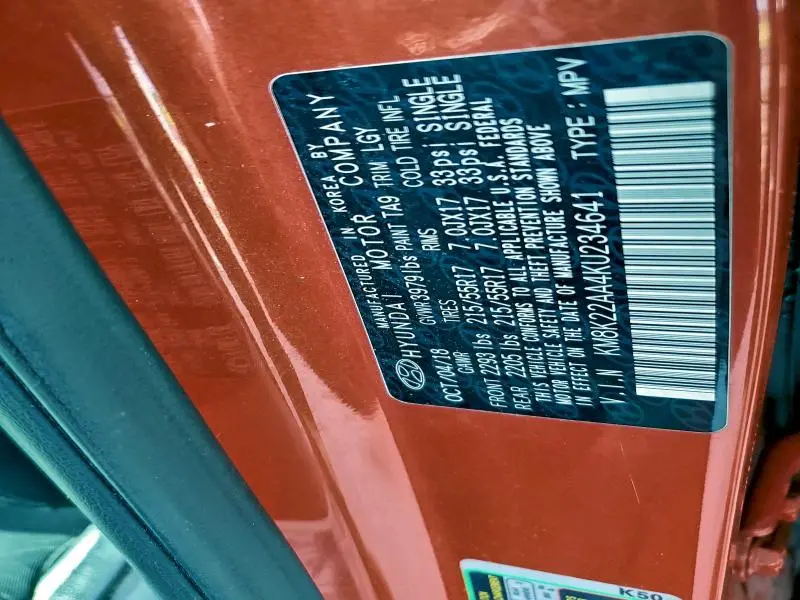 MANUFACTURED IN KOREA BY
HYUNDAI MOTOR COMPANY
OCT/04/18 GVWR 3979lbs PAINT TA9 TRIM LGY
GAWR TIRES RIMS COLD TIRE INFL
FRONT 2293 lbs 215/55R17 7.0JX17 33psi SINGLE
REAR 2205 lbs 215/55R17 7.0JX17 33psi SINGLE
THIS VEHICLE CONFORMS TO ALL APPLICABLE U.S.A. FEDERAL
MOTOR VEHICLE SAFETY AND THEFT PREVENTION STANDARDS
IN EFFECT ON THE DATE OF MANUFACTURE SHOWN ABOVE
V.I.N KM8K22AA4KU234641 TYPE : MPV
K50